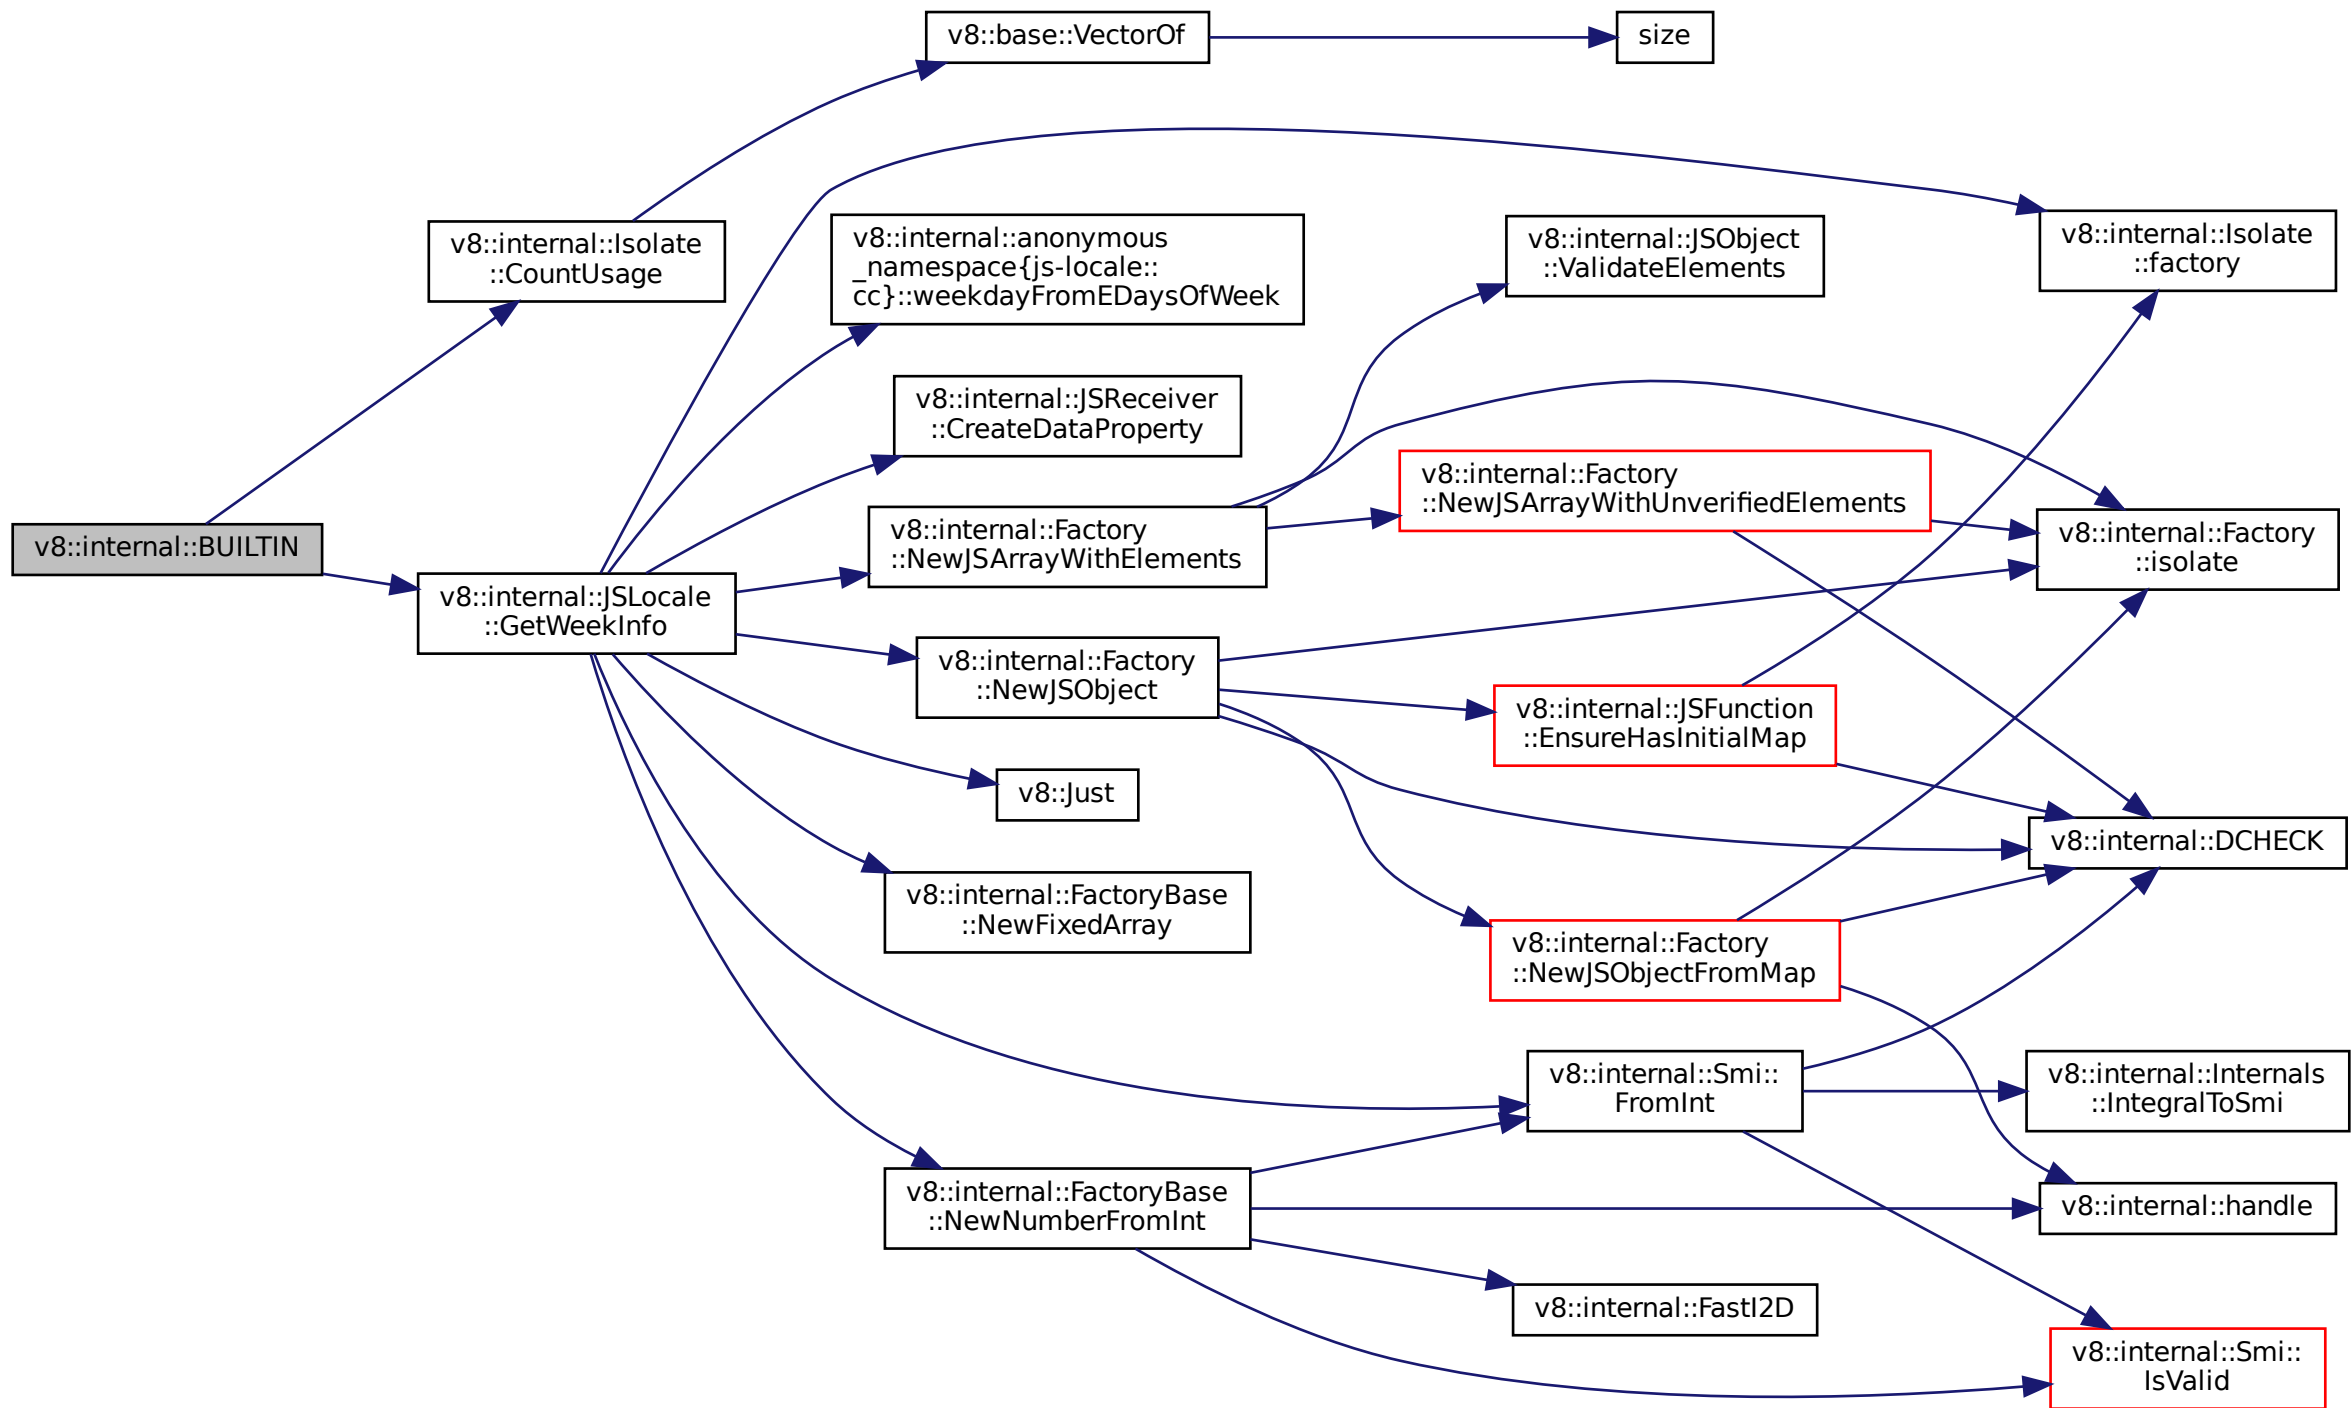 v8::base::VectorOf
size
v8::internal::Isolate
::CountUsage
v8::internal::anonymous
_namespace{js-locale::
cc}::weekdayFromEDaysOfWeek
v8::internal::JSObject
::ValidateElements
v8::internal::Isolate
::factory
v8::internal::JSReceiver
::CreateDataProperty
v8::internal::Factory
::NewJSArrayWithUnverifiedElements
v8::internal::BUILTIN
v8::internal::Factory
::NewJSArrayWithElements
v8::internal::Factory
::isolate
v8::internal::JSLocale
::GetWeekInfo
v8::internal::Factory
::NewJSObject
v8::internal::JSFunction
::EnsureHasInitialMap
v8::Just
v8::internal::DCHECK
v8::internal::FactoryBase
::NewFixedArray
v8::internal::Factory
::NewJSObjectFromMap
v8::internal::Smi::
FromInt
v8::internal::Internals
::IntegralToSmi
v8::internal::FactoryBase
::NewNumberFromInt
v8::internal::handle
v8::internal::FastI2D
v8::internal::Smi::
IsValid